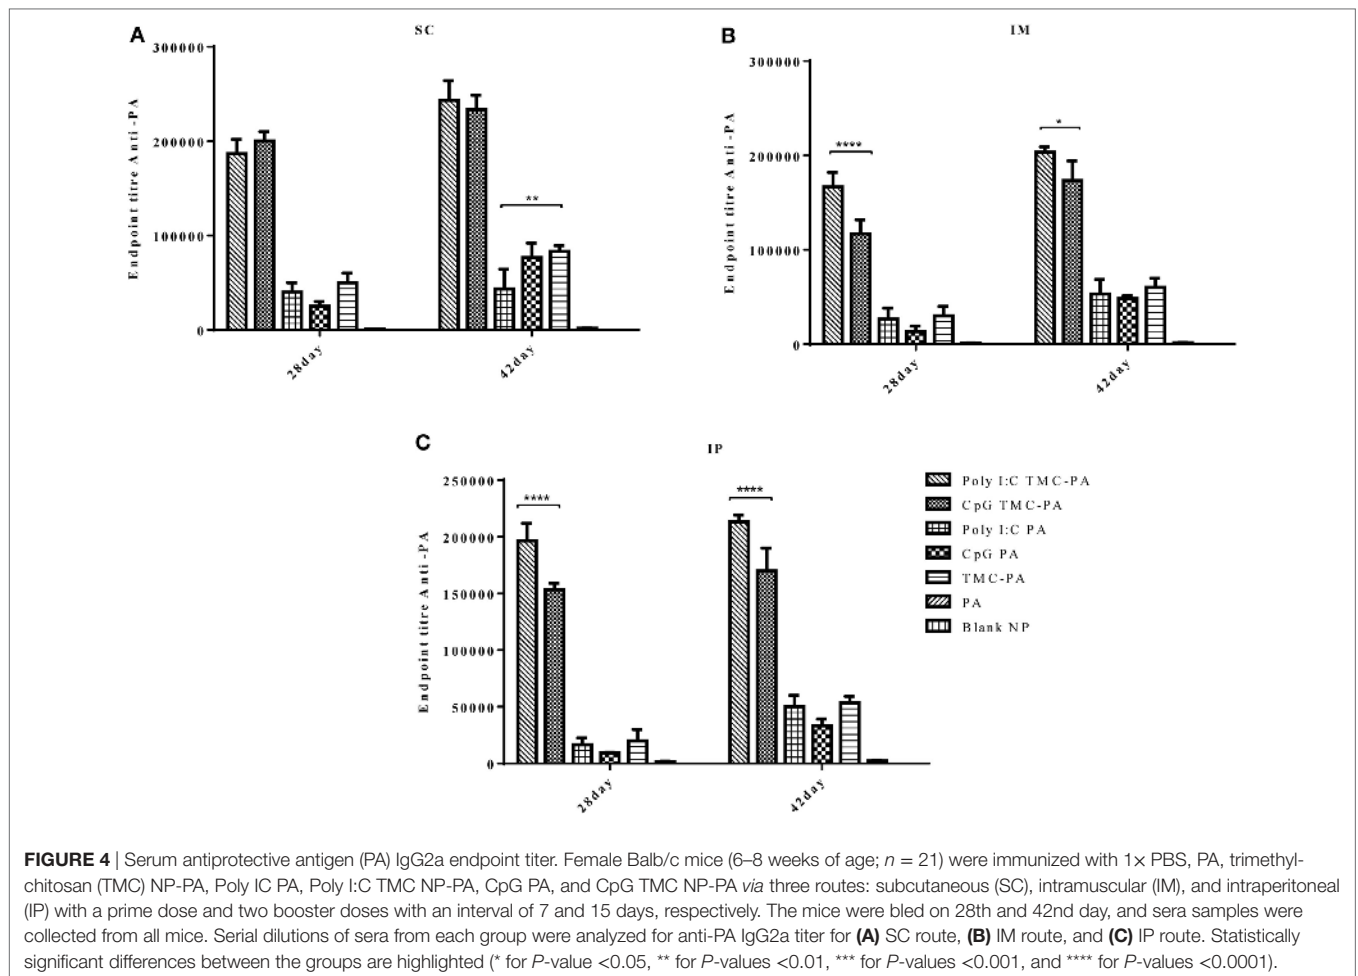 A
SC
Endpoint titre Anti-PA
300000
200000
100000
0
**
28day
42day
B
IM
Endpoint titre Anti-PA
300000
200000
100000
0
****
*
28day
42day
C
IP
Endpoint titre Anti-PA
250000
200000
150000
100000
50000
0
****
****
28day
42day
Poly I:C TMC-PA
CpG TMC-PA
Poly I:C PA
CpG PA
TMC-PA
PA
Blank NP
FIGURE 4 | Serum antiprotective antigen (PA) IgG2a endpoint titer. Female Balb/c mice (6–8 weeks of age; n = 21) were immunized with 1× PBS, PA, trimethyl-
chitosan (TMC) NP-PA, Poly IC PA, Poly I:C TMC NP-PA, CpG PA, and CpG TMC NP-PA via three routes: subcutaneous (SC), intramuscular (IM), and intraperitoneal
(IP) with a prime dose and two booster doses with an interval of 7 and 15 days, respectively. The mice were bled on 28th and 42nd day, and sera samples were
collected from all mice. Serial dilutions of sera from each group were analyzed for anti-PA IgG2a titer for (A) SC route, (B) IM route, and (C) IP route. Statistically
significant differences between the groups are highlighted (* for P-value <0.05, ** for P-values <0.01, *** for P-values <0.001, and **** for P-values <0.0001).